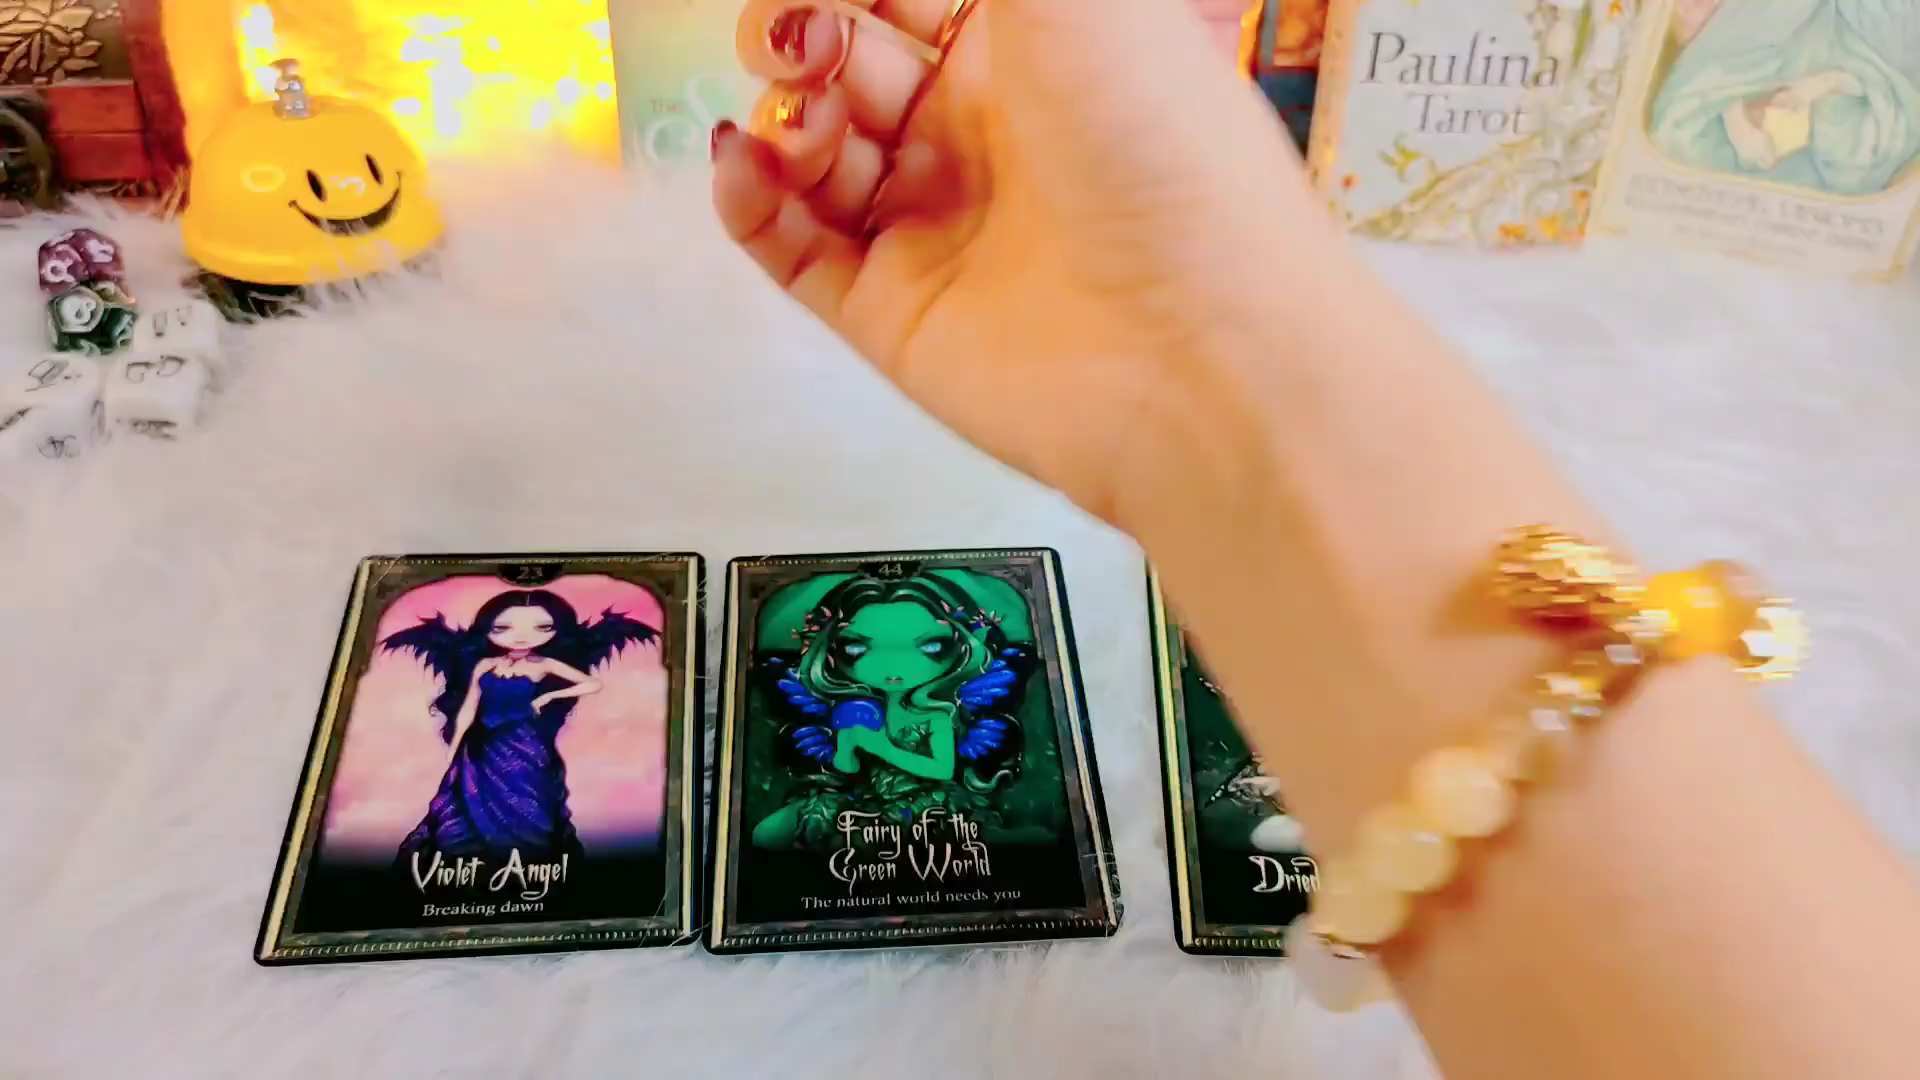 The
Paulina
Tarot
23
Violet Angel
Breaking dawn
44
Fairy of the
Green World
The natural world needs you
Dried